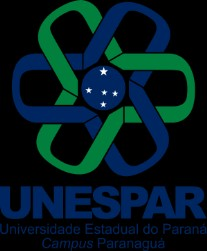 UNESPAR
Universidade Estadual do Paraná
Campus Paranaguá